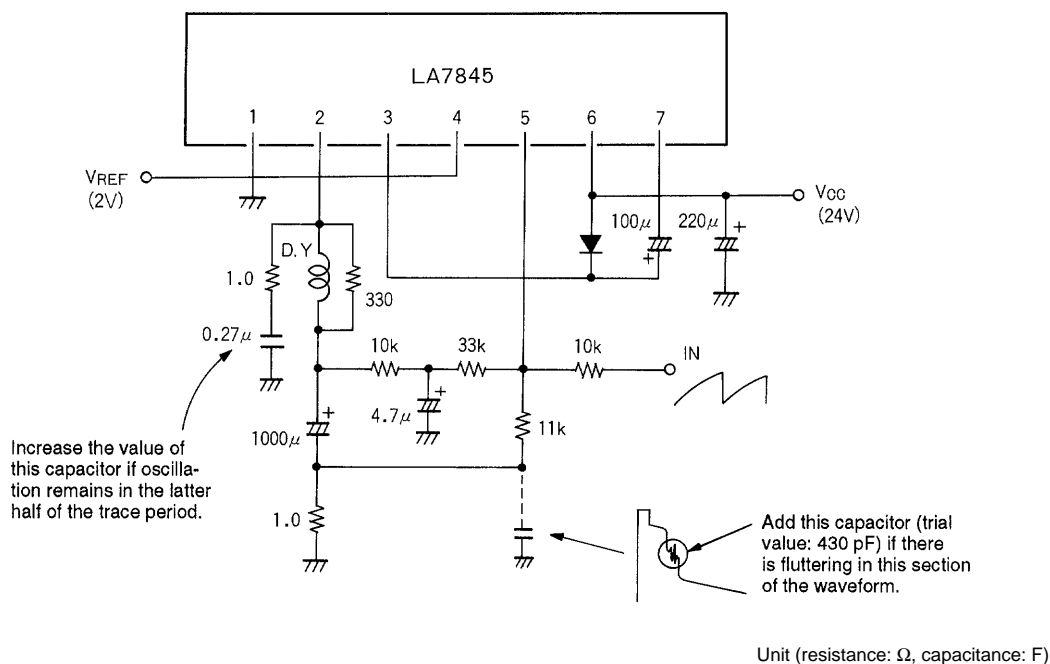 LA7845
1 2 3 4 5 6 7
VREF
(2V)
VCC
(24V)
100μ
220μ
+
+
D.Y
1.0
330
0.27μ
10k
33k
10k
IN
+
4.7μ
+
1000μ
11k
Increase the value of
this capacitor if oscilla-
tion remains in the latter
half of the trace period.
1.0
Add this capacitor (trial
value: 430 pF) if there
is fluttering in this section
of the waveform.
Unit (resistance: Ω, capacitance: F)